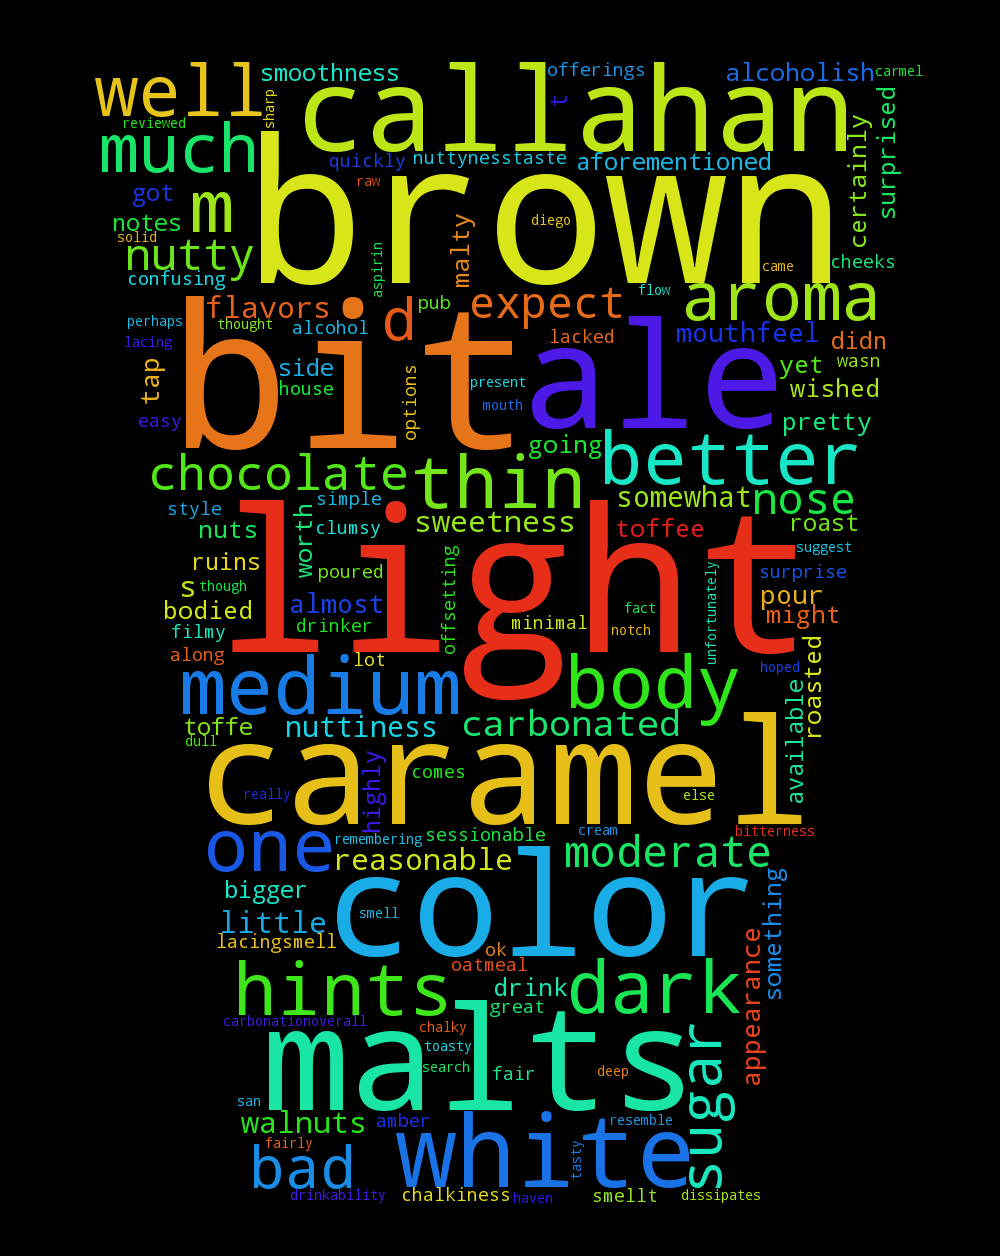 well
smoothness
callahan
offerings
t
alcoholish
carmel
reviewed
sharp
much
quickly
nuttynesstaste
aforementioned
certainly
surprised
raw
got
m
brown
diego
notes
solid
nutty
aspirin
malty
came
cheeks
confusing
flavors
d
pub
expect
flow
aroma
perhaps
thought
alcohol
lacked
mouthfeel
didn
lacing
bit
ale
tap
side
house
options
present
mouth
yet
wasn
wished
easy
pretty
going
better
chocolate
thin
somewhat
nose
style
simple
nuts
worth
clumsy
sweetness
toffee
roast
ruins
poured
light
suggest
surprise
s
though
offsetting
unfortunately
pour
bodied
almost
fact
might
filmy
drinker
minimal
notch
along
lot
hoped
roasted
medium
body
available
toffe
nuttiness
carbonated
dull
caramel
highly
comes
really
else
one
remembering
sessionable
cream
bitterness
reasonable
moderate
bigger
color
something
little
smell
lacingsmell
ok
oatmeal
appearance
hints
drink
dark
great
carbonationoverall
chalky
malts
toasty
search
fair
deep
sugar
san
walnuts
amber
white
resemble
fairly
bad
tasty
drinkability
chalkiness
haven
smellt
dissipates